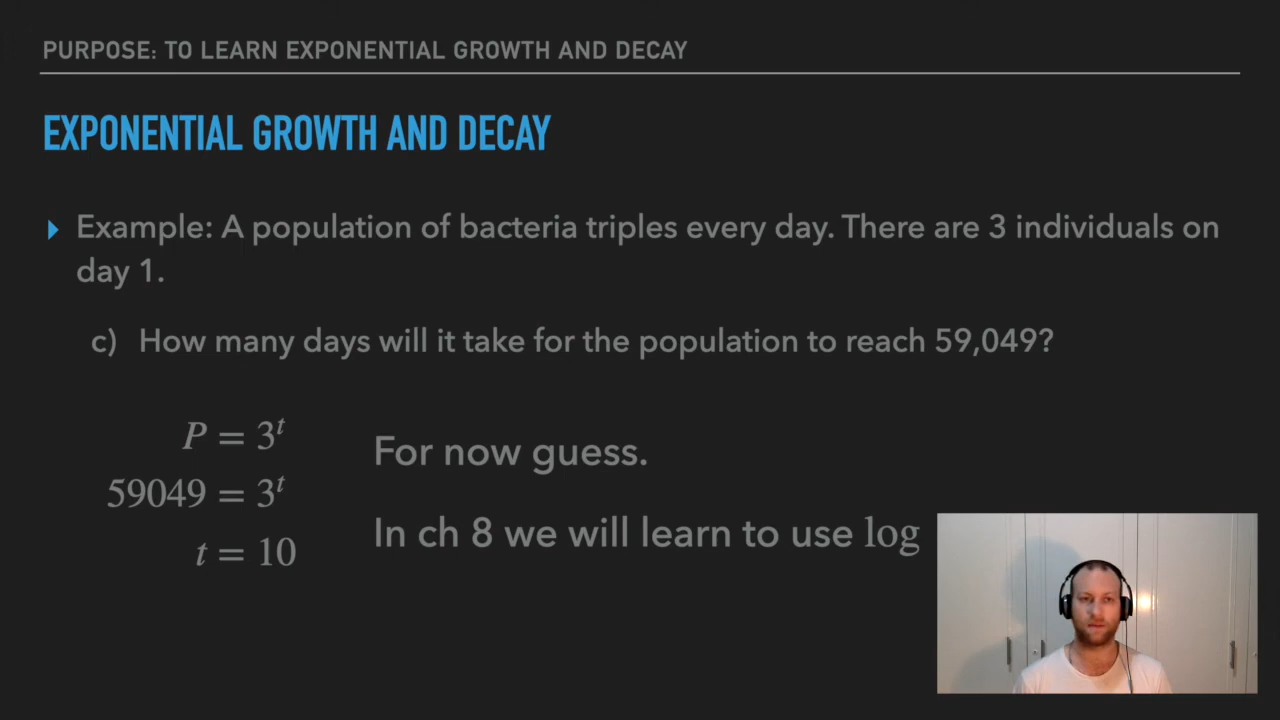 PURPOSE: TO LEARN EXPONENTIAL GROWTH AND DECAY
EXPONENTIAL GROWTH AND DECAY
Example: A population of bacteria triples every day. There are 3 individuals on
day 1.
c) How many days will it take for the population to reach 59,049?
P = 3^t
59049 = 3^t
t = 10
For now guess.
In ch 8 we will learn to use log